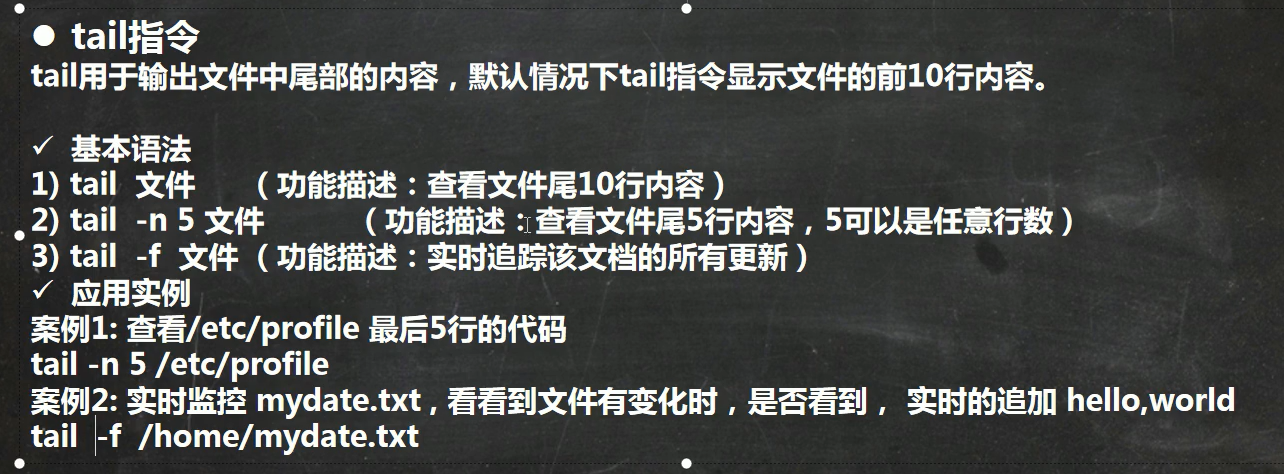 ● tail指令
tail用于输出文件中尾部的内容，默认情况下tail指令显示文件的前10行内容。
✓ 基本语法
1) tail 文件 （功能描述：查看文件尾10行内容）
2) tail -n 5 文件 （功能描述：查看文件尾5行内容，5可以是任意行数）
3) tail -f 文件（功能描述：实时追踪该文档的所有更新）
✓ 应用实例
案例1: 查看/etc/profile 最后5行的代码
tail -n 5 /etc/profile
案例2: 实时监控 mydate.txt , 看看到文件有变化时，是否看到， 实时的追加 hello,world
tail -f /home/mydate.txt